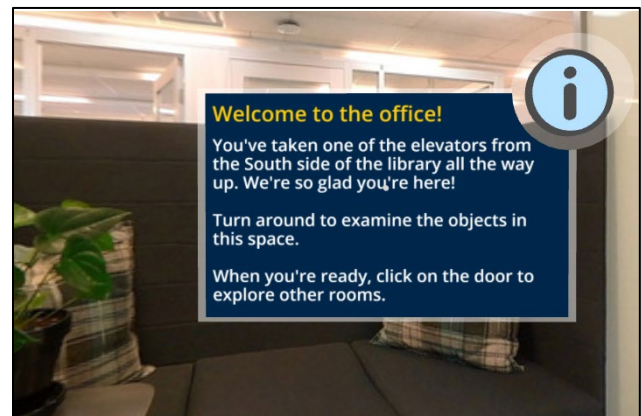 Welcome to the office!
You've taken one of the elevators from
the South side of the library all the way
up. We're so glad you're here!
Turn around to examine the objects in
this space.
When you're ready, click on the door to
explore other rooms.
i